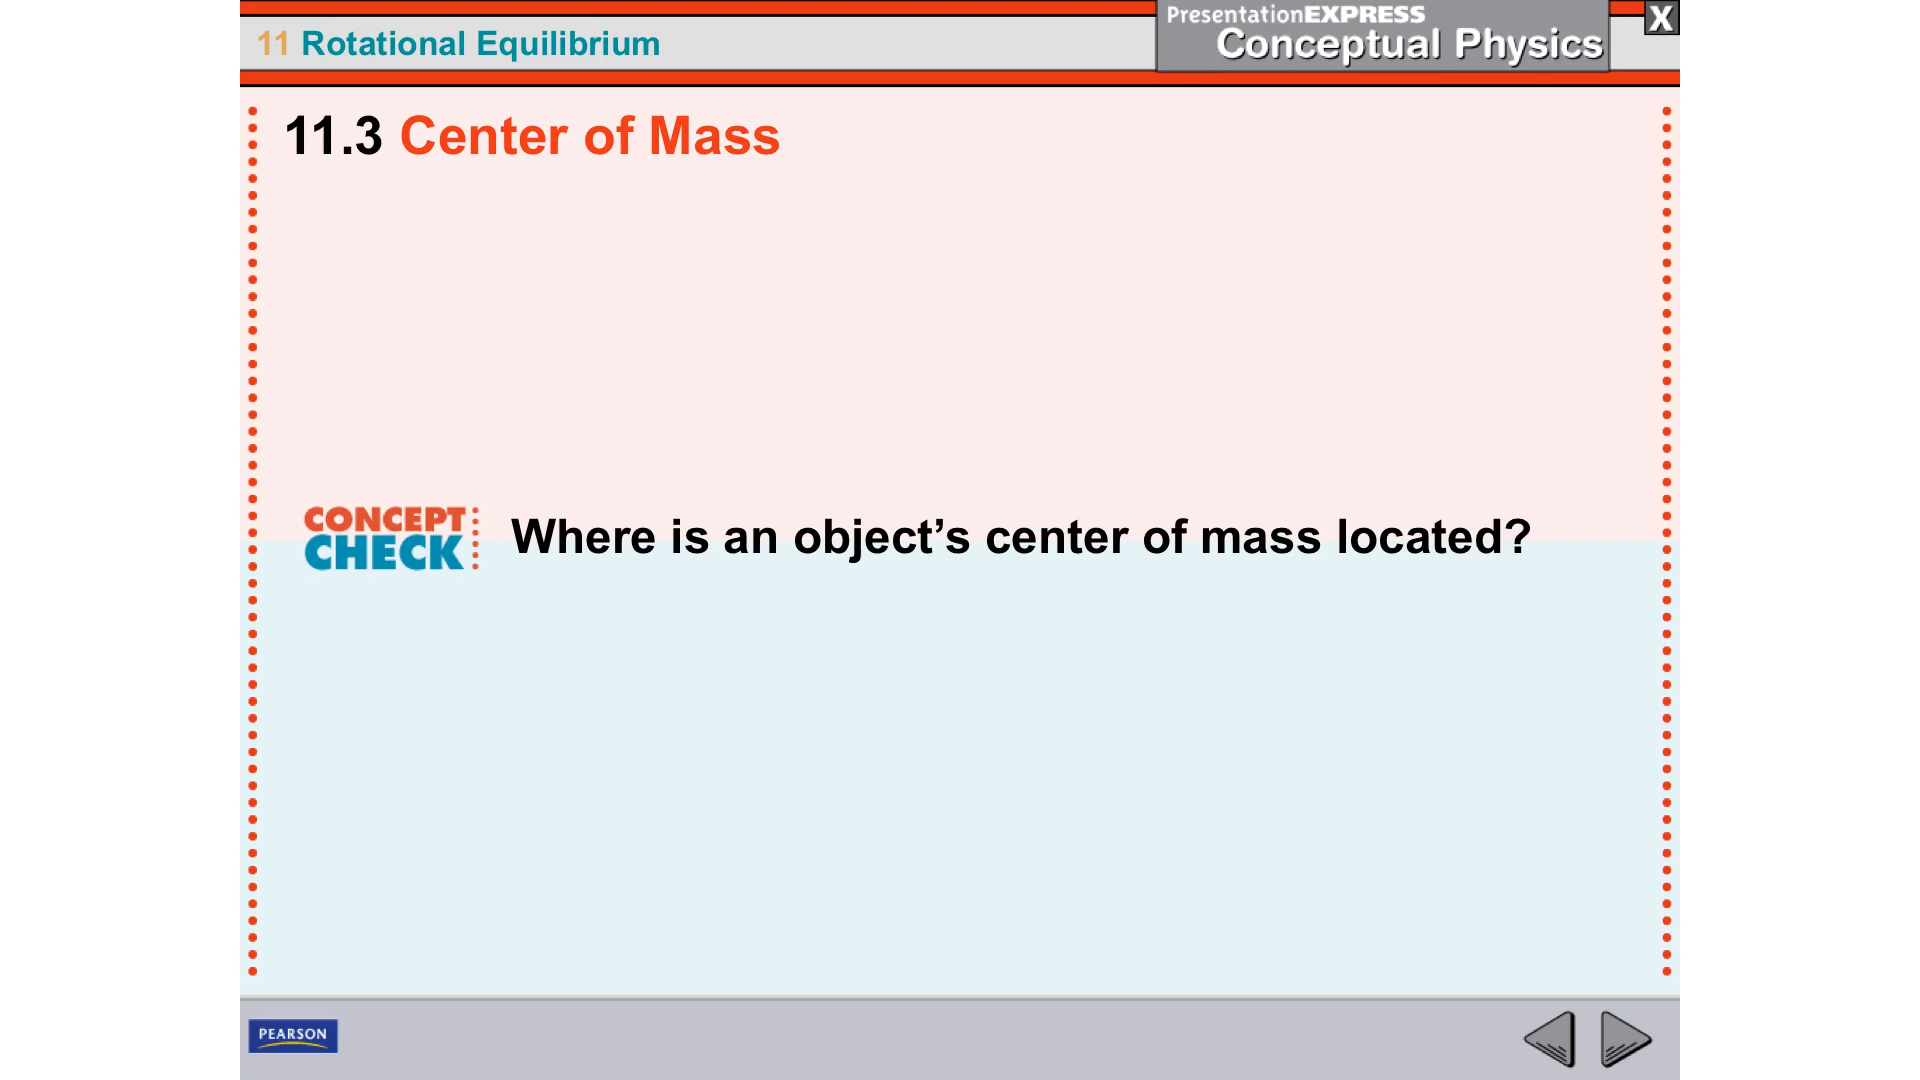 11 Rotational Equilibrium
PresentationEXPRESS
Conceptual Physics
X
11.3 Center of Mass
CONCEPT
CHECK
Where is an object’s center of mass located?
PEARSON